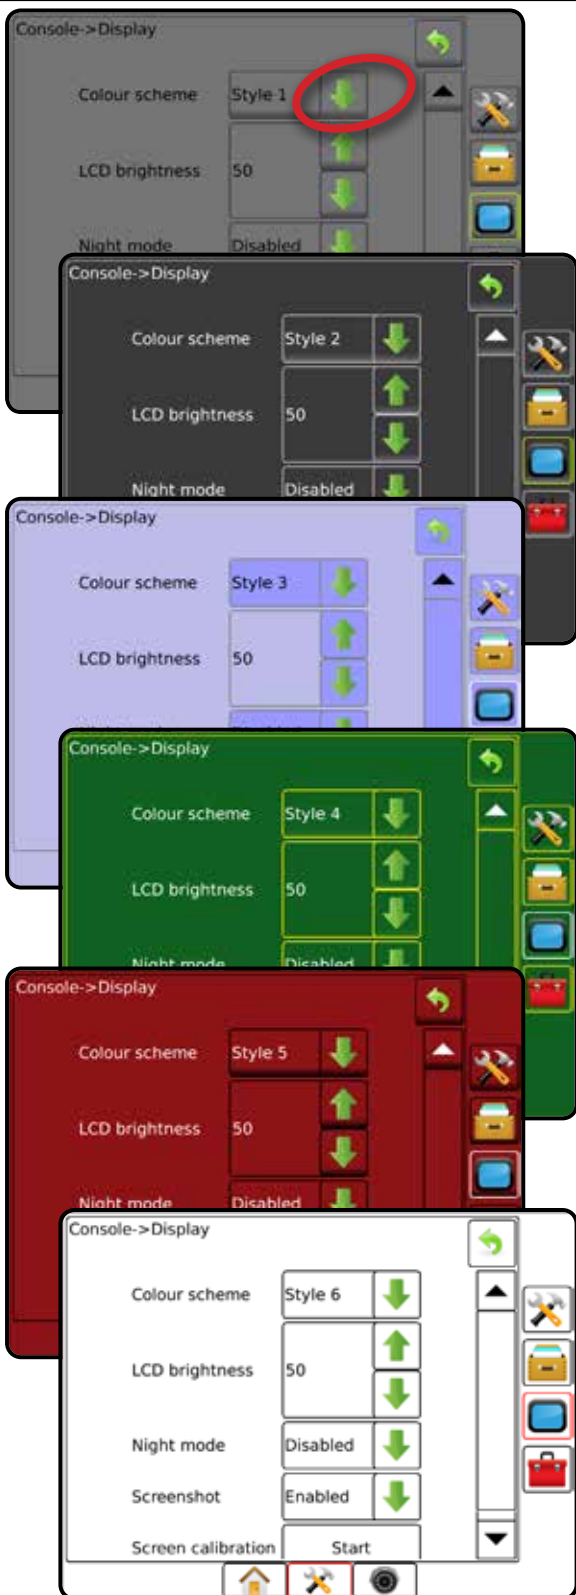 Console->Display
Colour scheme Style 1
LCD brightness 50
Night mode Disabled
Console->Display
Colour scheme Style 2
LCD brightness 50
Night mode Disabled
Console->Display
Colour scheme Style 3
LCD brightness 50
Console->Display
Colour scheme Style 4
LCD brightness 50
Night mode Disabled
Console->Display
Colour scheme Style 5
LCD brightness 50
Night mode Disabled
Console->Display
Colour scheme Style 6
LCD brightness 50
Night mode Disabled
Screenshot Enabled
Screen calibration Start